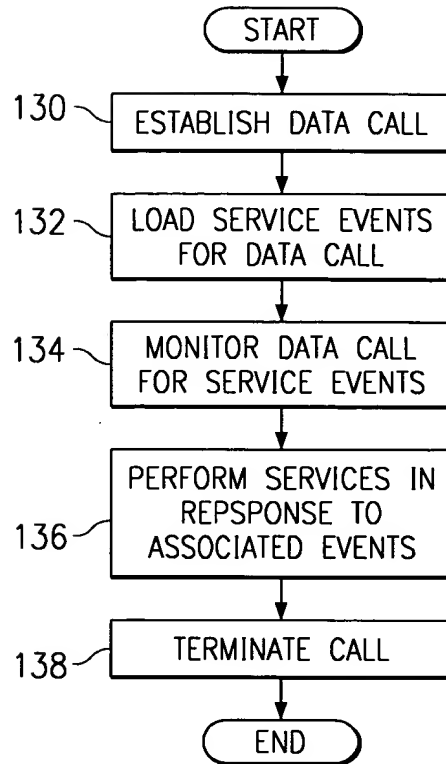 START
130
ESTABLISH DATA CALL
132
LOAD SERVICE EVENTS
FOR DATA CALL
134
MONITOR DATA CALL
FOR SERVICE EVENTS
136
PERFORM SERVICES IN
REPSPONSE TO
ASSOCIATED EVENTS
138
TERMINATE CALL
END